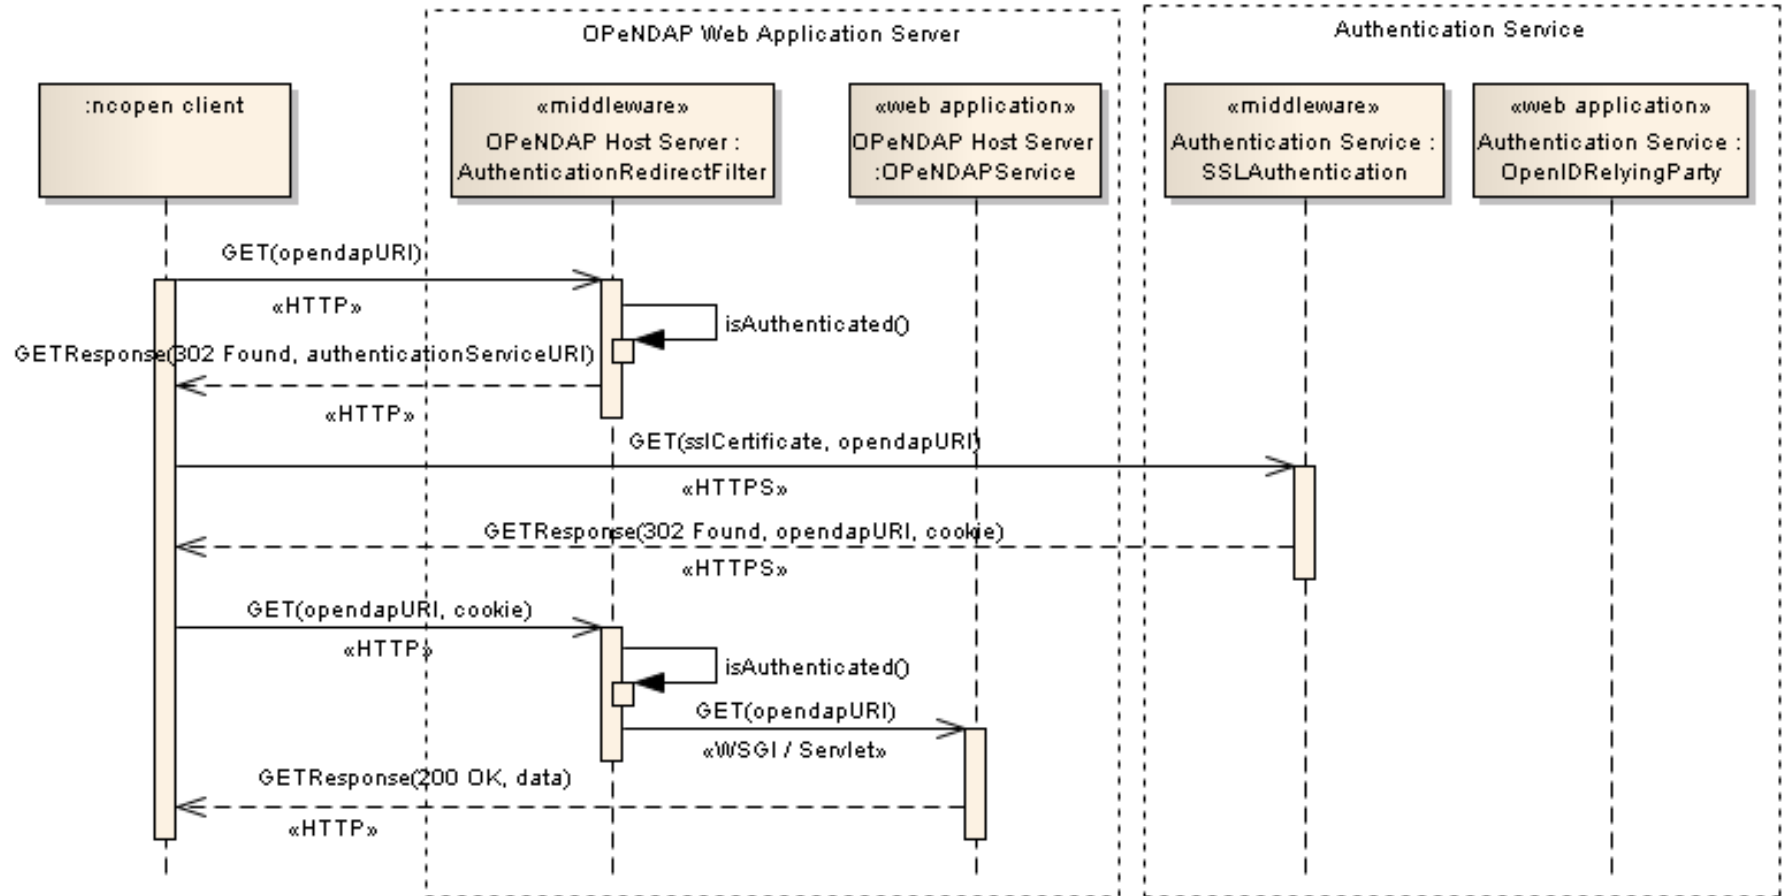 OPeNDAP Web Application Server
Authentication Service
:ncopen client
«middleware»
OPeNDAP Host Server :
AuthenticationRedirectFilter
«web application»
OPeNDAP Host Server
:OPeNDAPService
«middleware»
Authentication Service :
SSLAuthentication
«web application»
Authentication Service :
OpenIDRelyingParty
GET(opendapURI)
«HTTP»
isAuthenticated()
GETResponse(302 Found, authenticationServiceURI)
«HTTP»
GET(sslCertificate, opendapURI)
«HTTPS»
GETResponse(302 Found, opendapURI, cookie)
«HTTPS»
GET(opendapURI, cookie)
«HTTP»
isAuthenticated()
GET(opendapURI)
«WSGI / Servlet»
GETResponse(200 OK, data)
«HTTP»